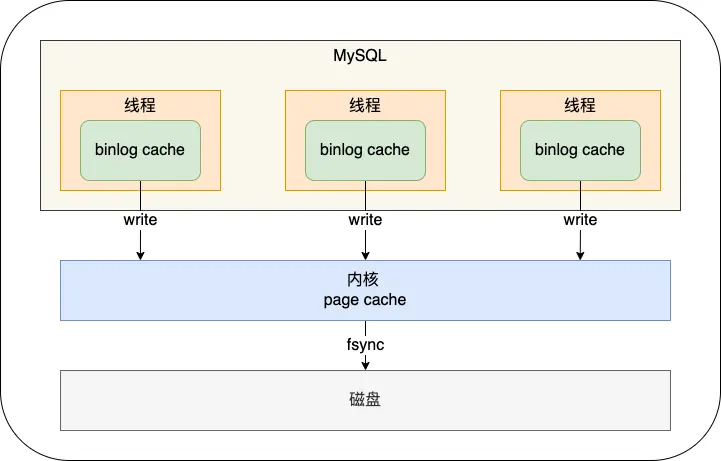 MySQL
线程
线程
线程
binlog cache
binlog cache
binlog cache
write
write
write
内核
page cache
fsync
磁盘